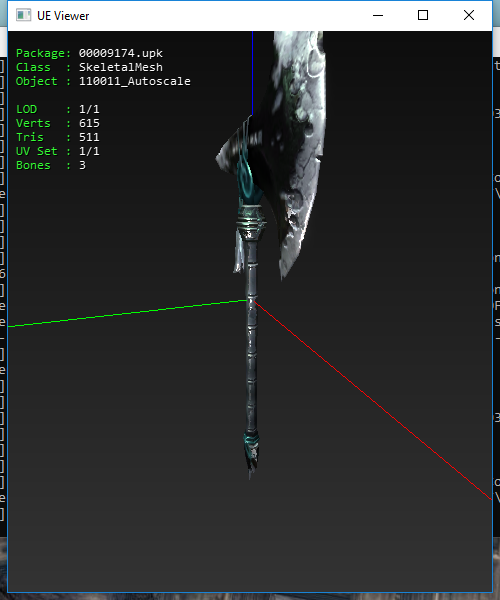 UE Viewer
Package: 00009174.upk
Class  : SkeletalMesh
Object : 110011_Autoscale
LOD    : 1/1
Verts  : 615
Tris   : 511
UV Set : 1/1
Bones  : 3